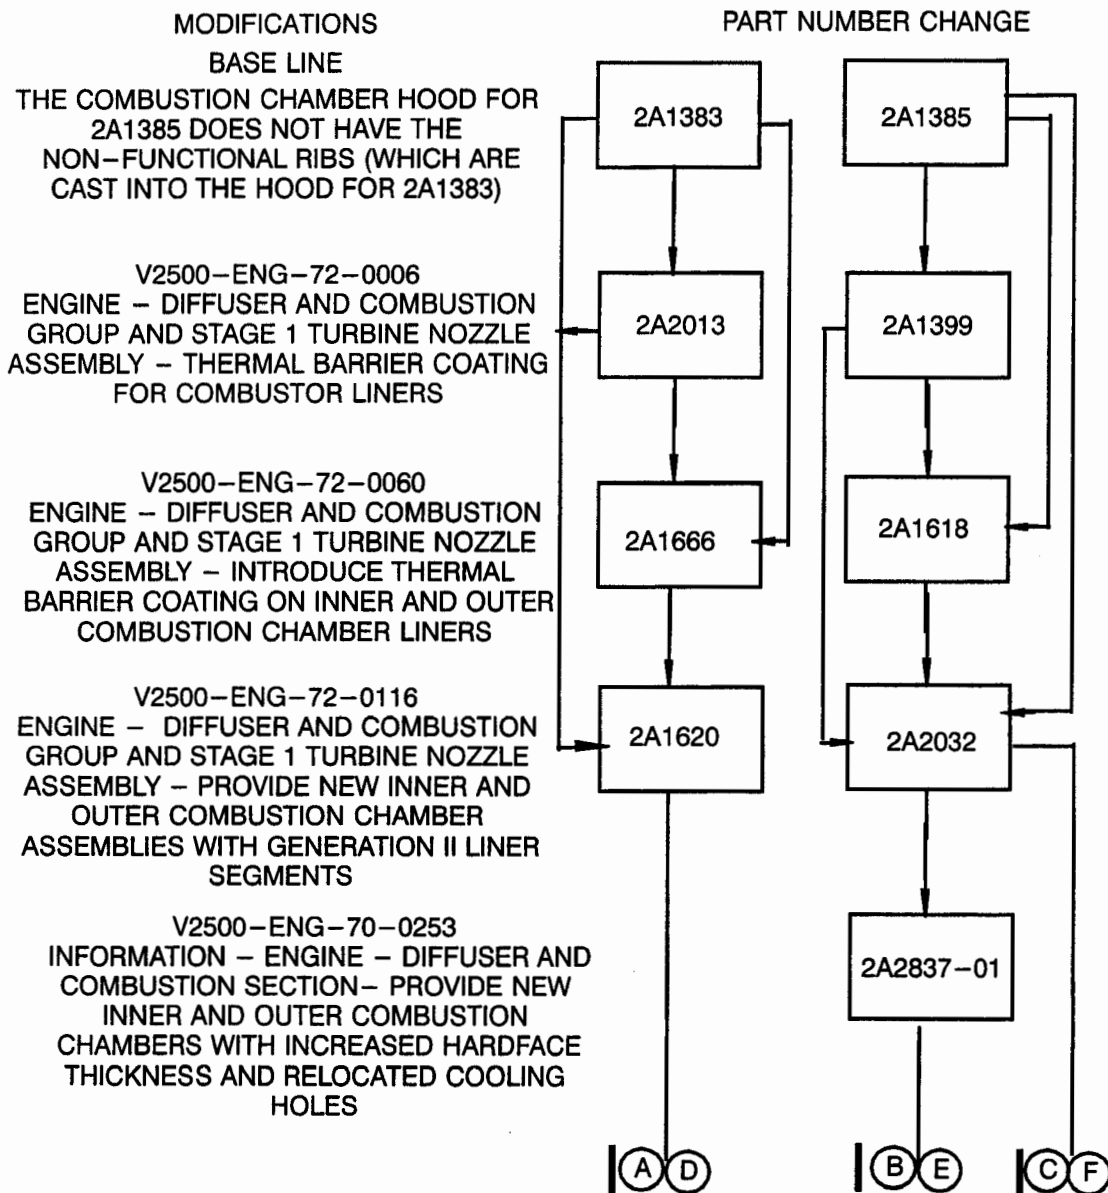 MODIFICATIONS
PART NUMBER CHANGE
BASE LINE
THE COMBUSTION CHAMBER HOOD FOR
2A1385 DOES NOT HAVE THE
NON-FUNCTIONAL RIBS (WHICH ARE
CAST INTO THE HOOD FOR 2A1383)
2A1383
2A1385
V2500-ENG-72-0006
ENGINE - DIFFUSER AND COMBUSTION
GROUP AND STAGE 1 TURBINE NOZZLE
ASSEMBLY - THERMAL BARRIER COATING
FOR COMBUSTOR LINERS
2A2013
2A1399
V2500-ENG-72-0060
ENGINE - DIFFUSER AND COMBUSTION
GROUP AND STAGE 1 TURBINE NOZZLE
ASSEMBLY - INTRODUCE THERMAL
BARRIER COATING ON INNER AND OUTER
COMBUSTION CHAMBER LINERS
2A1666
2A1618
V2500-ENG-72-0116
ENGINE - DIFFUSER AND COMBUSTION
GROUP AND STAGE 1 TURBINE NOZZLE
ASSEMBLY - PROVIDE NEW INNER AND
OUTER COMBUSTION CHAMBER
ASSEMBLIES WITH GENERATION II LINER
SEGMENTS
2A1620
2A2032
V2500-ENG-70-0253
INFORMATION - ENGINE - DIFFUSER AND
COMBUSTION SECTION- PROVIDE NEW
INNER AND OUTER COMBUSTION
CHAMBERS WITH INCREASED HARDFACE
THICKNESS AND RELOCATED COOLING
HOLES
2A2837-01
A D
B E
C F